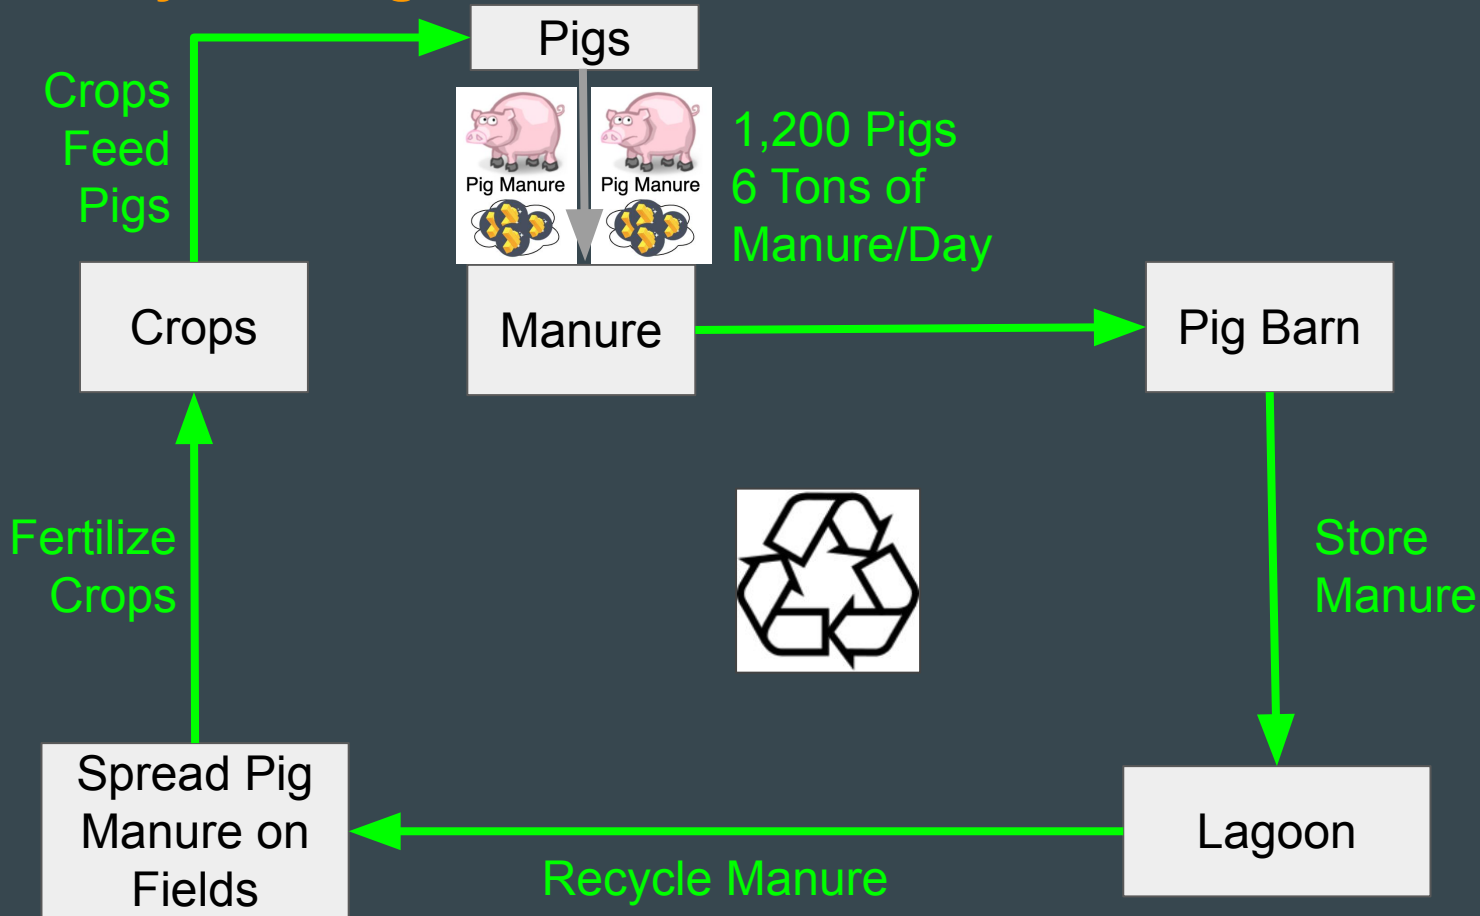 Pigs
Crops
Feed
Pigs
Pig Manure
Pig Manure
1,200 Pigs
6 Tons of
Manure/Day
Crops
Manure
Pig Barn
Fertilize
Crops
Store
Manure
Spread Pig
Manure on
Fields
Recycle Manure
Lagoon